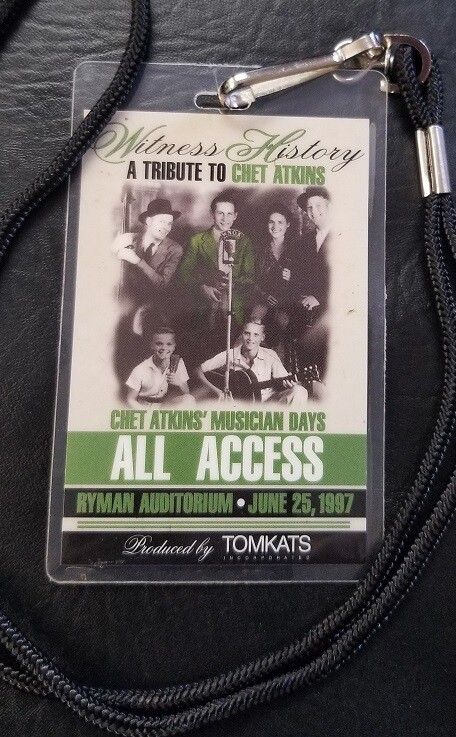 Witness History
A TRIBUTE TO CHET ATKINS
CHET ATKINS' MUSICIAN DAYS
ALL ACCESS
RYMAN AUDITORIUM • JUNE 25, 1997
Produced by TOMKATS
INCORPORATED